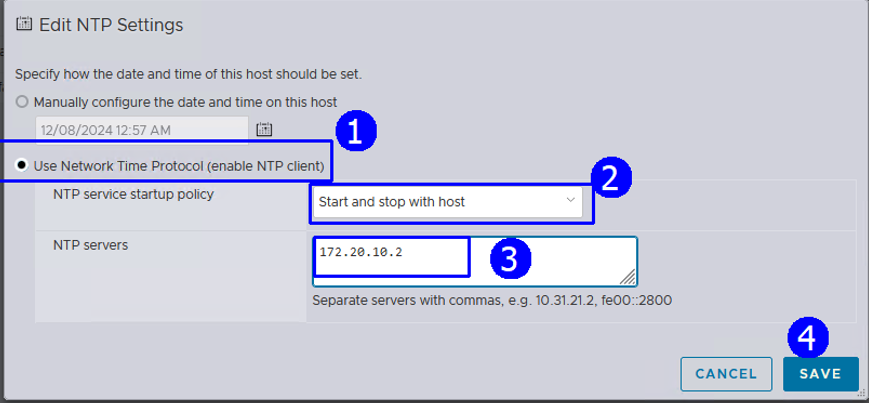 Edit NTP Settings
Specify how the date and time of this host should be set.
Manually configure the date and time on this host
12/08/2024 12:57 AM
1
Use Network Time Protocol (enable NTP client)
2
NTP service startup policy
Start and stop with host
NTP servers
172.20.10.2
3
Separate servers with commas, e.g. 10.31.21.2, fe00::2800
4
CANCEL
SAVE